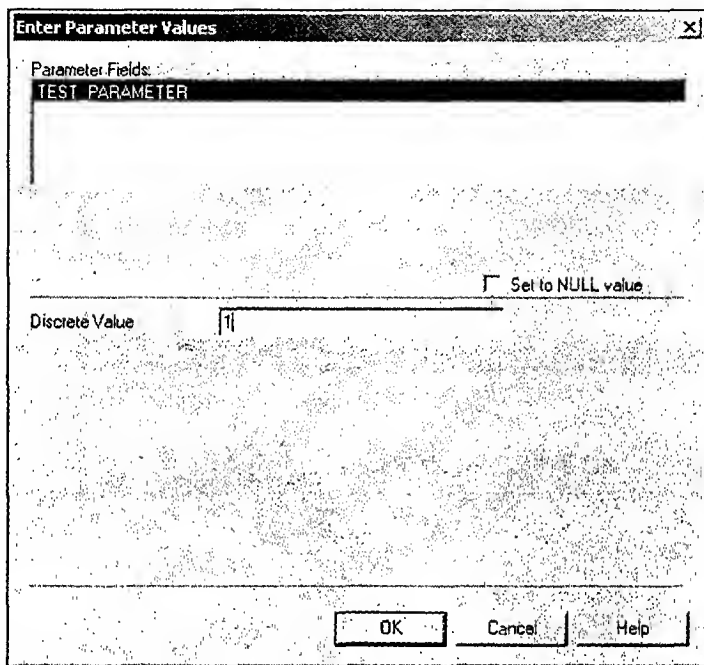 Enter Parameter Values
Parameter Fields:
TEST PARAMETER
Set to NULL value
Discrete Value
1
OK
Cancel
Help